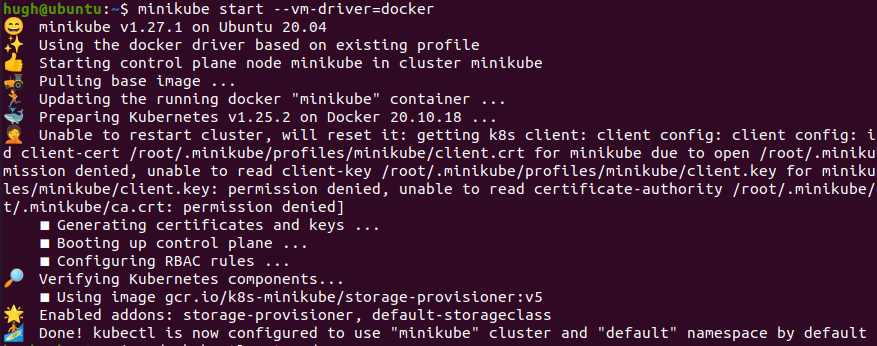 hugh@ubuntu:~$ minikube start --vm-driver=docker
minikube v1.27.1 on Ubuntu 20.04
Using the docker driver based on existing profile
Starting control plane node minikube in cluster minikube
Pulling base image ...
Updating the running docker "minikube" container ...
Preparing Kubernetes v1.25.2 on Docker 20.10.18 ...
Unable to restart cluster, will reset it: getting k8s client: client config: client config: i
d client-cert /root/.minikube/profiles/minikube/client.crt for minikube due to open /root/.miniku
mission denied, unable to read client-key /root/.minikube/profiles/minikube/client.key for miniku
les/minikube/client.key: permission denied, unable to read certificate-authority /root/.minikube/
t/.minikube/ca.crt: permission denied]
■ Generating certificates and keys ...
■ Booting up control plane ...
■ Configuring RBAC rules ...
Verifying Kubernetes components...
■ Using image gcr.io/k8s-minikube/storage-provisioner:v5
Enabled addons: storage-provisioner, default-storageclass
Done! kubectl is now configured to use "minikube" cluster and "default" namespace by default